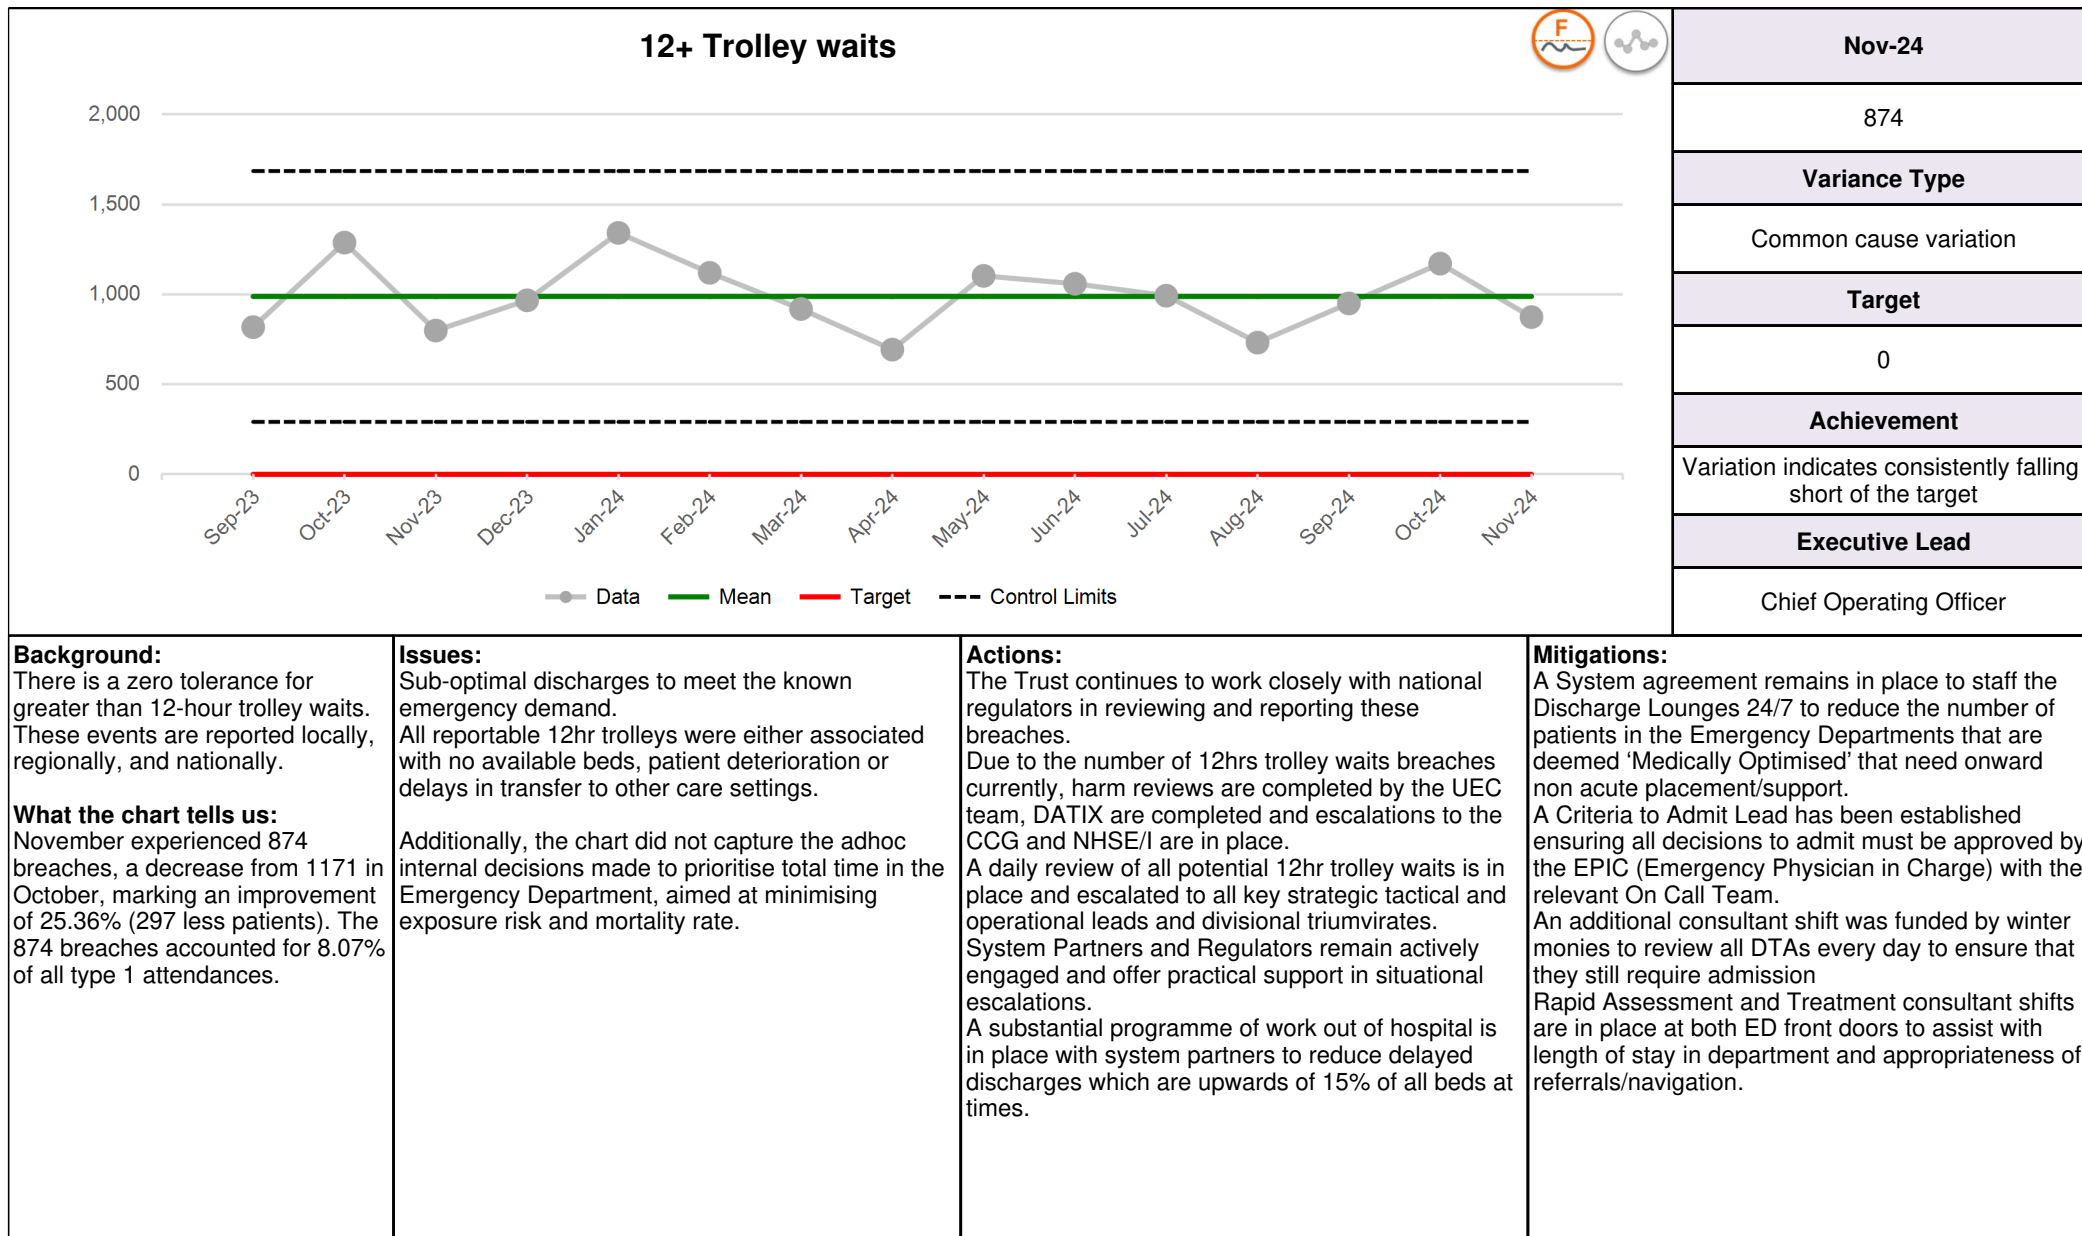 12+ Trolley waits
F
2,000
1,500
1,000
500
0
Sep-23
Oct-23
Nov-23
Dec-23
Jan-24
Feb-24
Mar-24
Apr-24
May-24
Jun-24
Jul-24
Aug-24
Sep-24
Oct-24
Nov-24
Data
Mean
Target
Control Limits
Nov-24
874
Variance Type
Common cause variation
Target
0
Achievement
Variation indicates consistently falling
short of the target
Executive Lead
Chief Operating Officer
Background:
There is a zero tolerance for
greater than 12-hour trolley waits.
These events are reported locally,
regionally, and nationally.
What the chart tells us:
November experienced 874
breaches, a decrease from 1171 in
October, marking an improvement
of 25.36% (297 less patients). The
874 breaches accounted for 8.07%
of all type 1 attendances.
Issues:
Sub-optimal discharges to meet the known
emergency demand.
All reportable 12hr trolleys were either associated
with no available beds, patient deterioration or
delays in transfer to other care settings.
Additionally, the chart did not capture the adhoc
internal decisions made to prioritise total time in the
Emergency Department, aimed at minimising
exposure risk and mortality rate.
Actions:
The Trust continues to work closely with national
regulators in reviewing and reporting these
breaches.
Due to the number of 12hrs trolley waits breaches
currently, harm reviews are completed by the UEC
team, DATIX are completed and escalations to the
CCG and NHSE/I are in place.
A daily review of all potential 12hr trolley waits is in
place and escalated to all key strategic tactical and
operational leads and divisional triumvirates.
System Partners and Regulators remain actively
engaged and offer practical support in situational
escalations.
A substantial programme of work out of hospital is
in place with system partners to reduce delayed
discharges which are upwards of 15% of all beds at
times.
Mitigations:
A System agreement remains in place to staff the
Discharge Lounges 24/7 to reduce the number of
patients in the Emergency Departments that are
deemed ‘Medically Optimised’ that need onward
non acute placement/support.
A Criteria to Admit Lead has been established
ensuring all decisions to admit must be approved by
the EPIC (Emergency Physician in Charge) with the
relevant On Call Team.
An additional consultant shift was funded by winter
monies to review all DTAs every day to ensure that
they still require admission
Rapid Assessment and Treatment consultant shifts
are in place at both ED front doors to assist with
length of stay in department and appropriateness of
referrals/navigation.